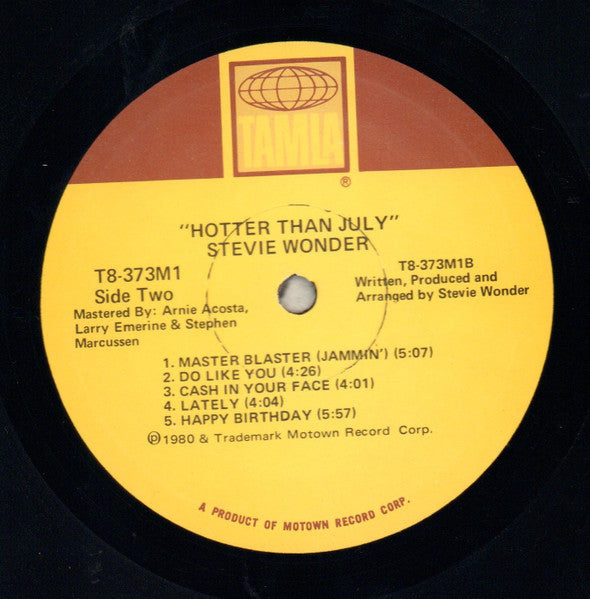 TAMLA
®
"HOTTER THAN JULY"
STEVIE WONDER
T8-373M1
Side Two
Mastered By: Arnie Acosta,
Larry Emerine & Stephen
Marcussen
T8-373M1B
Written, Produced and
Arranged by Stevie Wonder
1. MASTER BLASTER (JAMMIN') (5:07)
2. DO LIKE YOU (4:26)
3. CASH IN YOUR FACE (4:01)
4. LATELY (4:04)
5. HAPPY BIRTHDAY (5:57)
℗1980 & Trademark Motown Record Corp.
A PRODUCT OF MOTOWN RECORD CORP.